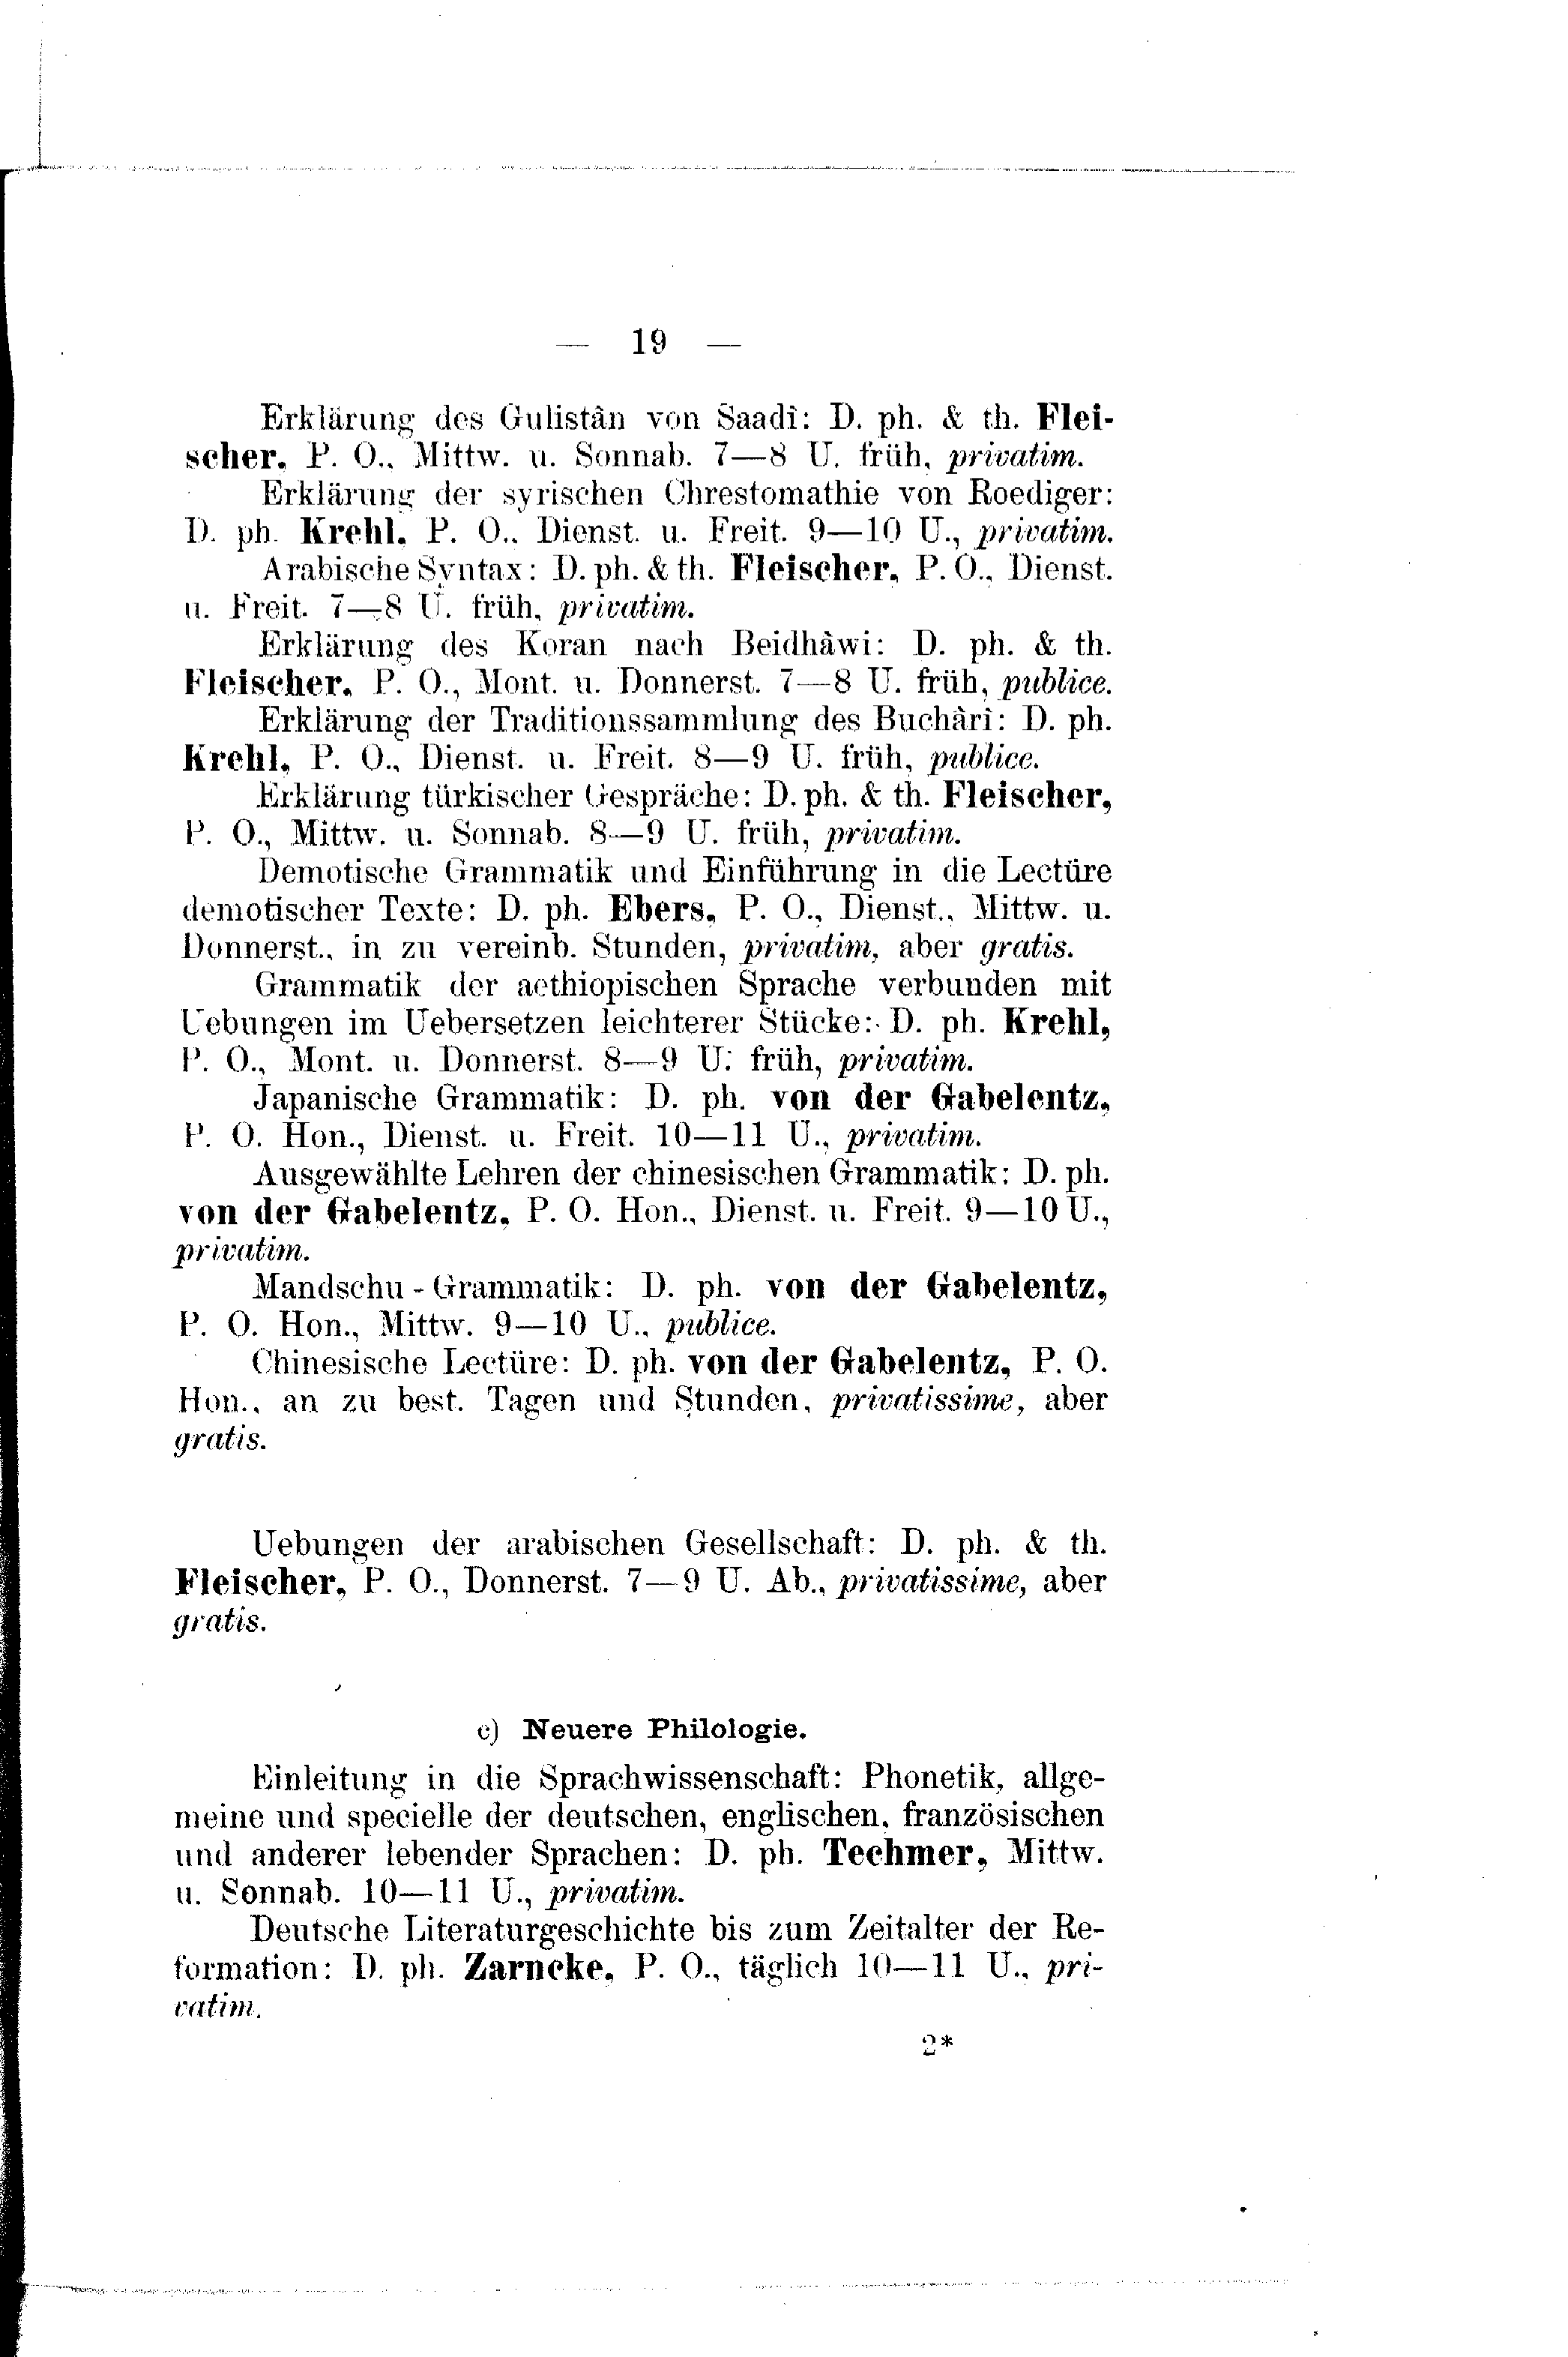 — 19 —
Erklärung des Gulistân von Saadî: D. ph. & th. Flei-
scher, P. O., Mittw. u. Sonnab. 7—8 U. früh, privatim.
Erklärung der syrischen Chrestomathie von Roediger:
D. ph. Krehl, P. O., Dienst. u. Freit. 9—10 U., privatim.
Arabische Syntax: D. ph. & th. Fleischer, P. O., Dienst.
u. Freit. 7—8 U. früh, privatim.
Erklärung des Koran nach Beidhâwi: D. ph. & th.
Fleischer, P. O., Mont. u. Donnerst. 7—8 U. früh, publice.
Erklärung der Traditionssammlung des Buchârî: D. ph.
Krehl, P. O., Dienst. u. Freit. 8—9 U. früh, publice.
Erklärung türkischer Gespräche: D. ph. & th. Fleischer,
P. O., Mittw. u. Sonnab. 8—9 U. früh, privatim.
Demotische Grammatik und Einführung in die Lectüre
demotischer Texte: D. ph. Ebers, P. O., Dienst., Mittw. u.
Donnerst., in zu vereinb. Stunden, privatim, aber gratis.
Grammatik der aethiopischen Sprache verbunden mit
Uebungen im Uebersetzen leichterer Stücke: D. ph. Krehl,
P. O., Mont. u. Donnerst. 8—9 U. früh, privatim.
Japanische Grammatik: D. ph. von der Gabelentz,
P. O. Hon., Dienst. u. Freit. 10—11 U., privatim.
Ausgewählte Lehren der chinesischen Grammatik: D. ph.
von der Gabelentz, P. O. Hon., Dienst. u. Freit. 9—10 U.,
privatim.
Mandschu-Grammatik: D. ph. von der Gabelentz,
P. O. Hon., Mittw. 9—10 U., publice.
Chinesische Lectüre: D. ph. von der Gabelentz, P. O.
Hon., an zu best. Tagen und Stunden, privatissime, aber
gratis.
Uebungen der arabischen Gesellschaft: D. ph. & th.
Fleischer, P. O., Donnerst. 7—9 U. Ab., privatissime, aber
gratis.
c) Neuere Philologie.
Einleitung in die Sprachwissenschaft: Phonetik, allge-
meine und specielle der deutschen, englischen, französischen
und anderer lebender Sprachen: D. ph. Techmer, Mittw.
u. Sonnab. 10—11 U., privatim.
Deutsche Literaturgeschichte bis zum Zeitalter der Re-
formation: D. ph. Zarncke, P. O., täglich 10—11 U., pri-
vatim.
2*